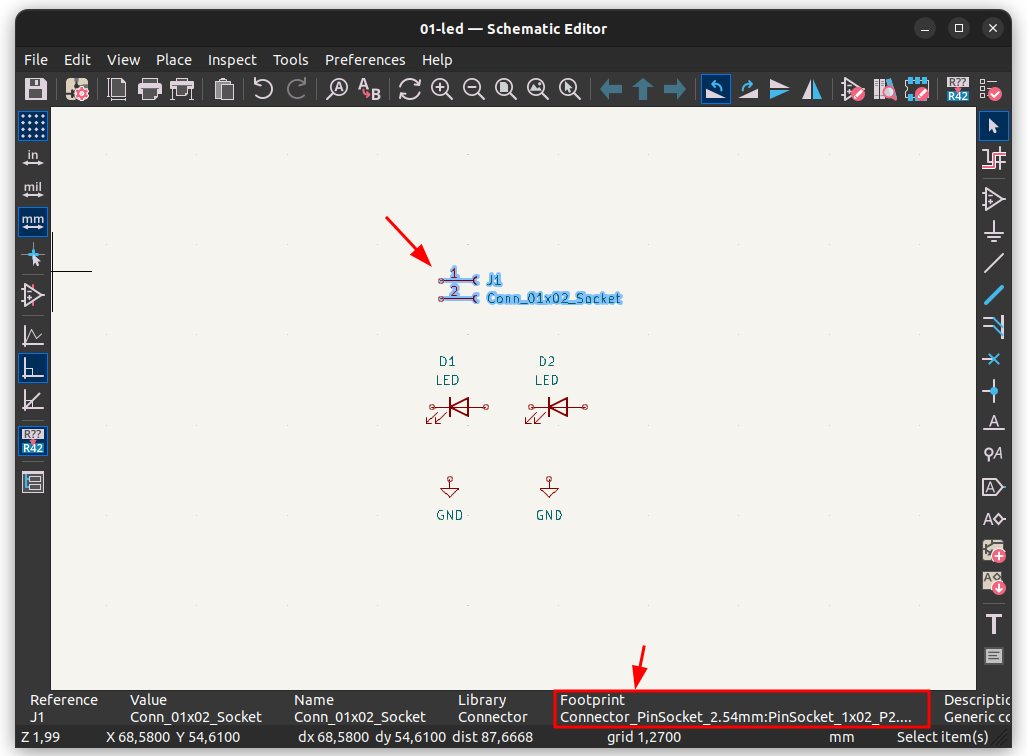 01-led — Schematic Editor
File Edit View Place Inspect Tools Preferences Help
A
A B
R??
R42
in
mil
mm
R??
R42
1 J1
2 Conn_01x02_Socket
D1 D2
LED LED
GND GND
A
A
A
A
A
T
Reference Value Name Library Footprint Descriptio
J1 Conn_01x02_Socket Conn_01x02_Socket Connector Connector_PinSocket_2.54mm:PinSocket_1x02_P2.... Generic co
Z 1,99 X 68,5800 Y 54,6100 dx 68,5800 dy 54,6100 dist 87,6668 grid 1,2700 mm Select item(s)